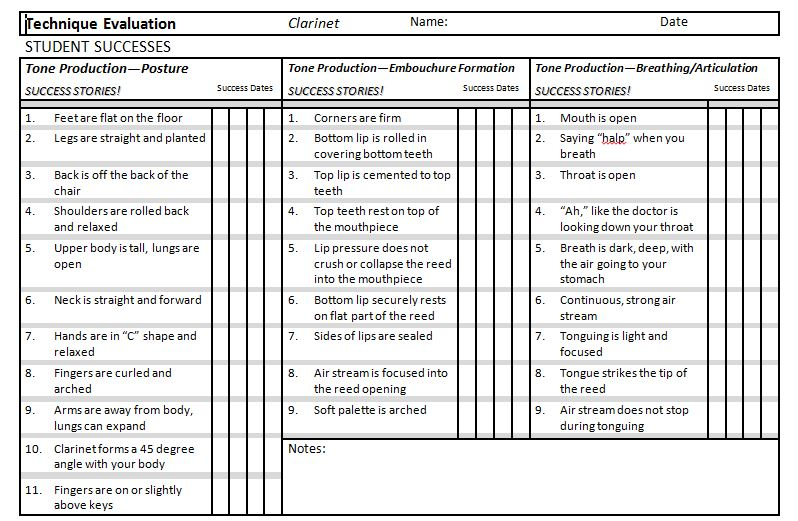 Technique Evaluation Clarinet Name: Date
STUDENT SUCCESSES
Tone Production—Posture
SUCCESS STORIES! Success Dates
1. Feet are flat on the floor
2. Legs are straight and planted
3. Back is off the back of the
chair
4. Shoulders are rolled back
and relaxed
5. Upper body is tall, lungs are
open
6. Neck is straight and forward
7. Hands are in “C” shape and
relaxed
8. Fingers are curled and
arched
9. Arms are away from body,
lungs can expand
10. Clarinet forms a 45 degree
angle with your body
11. Fingers are on or slightly
above keys
Tone Production—Embouchure Formation
SUCCESS STORIES! Success Dates
1. Corners are firm
2. Bottom lip is rolled in
covering bottom teeth
3. Top lip is cemented to top
teeth
4. Top teeth rest on top of
the mouthpiece
5. Lip pressure does not
crush or collapse the reed
into the mouthpiece
6. Bottom lip securely rests
on flat part of the reed
7. Sides of lips are sealed
8. Air stream is focused into
the reed opening
9. Soft palette is arched
Notes:
Tone Production—Breathing/Articulation
SUCCESS STORIES! Success Dates
1. Mouth is open
2. Saying “halp” when you
breath
3. Throat is open
4. “Ah,” like the doctor is
looking down your throat
5. Breath is dark, deep, with
the air going to your
stomach
6. Continuous, strong air
stream
7. Tonguing is light and
focused
8. Tongue strikes the tip of
the reed
9. Air stream does not stop
during tonguing